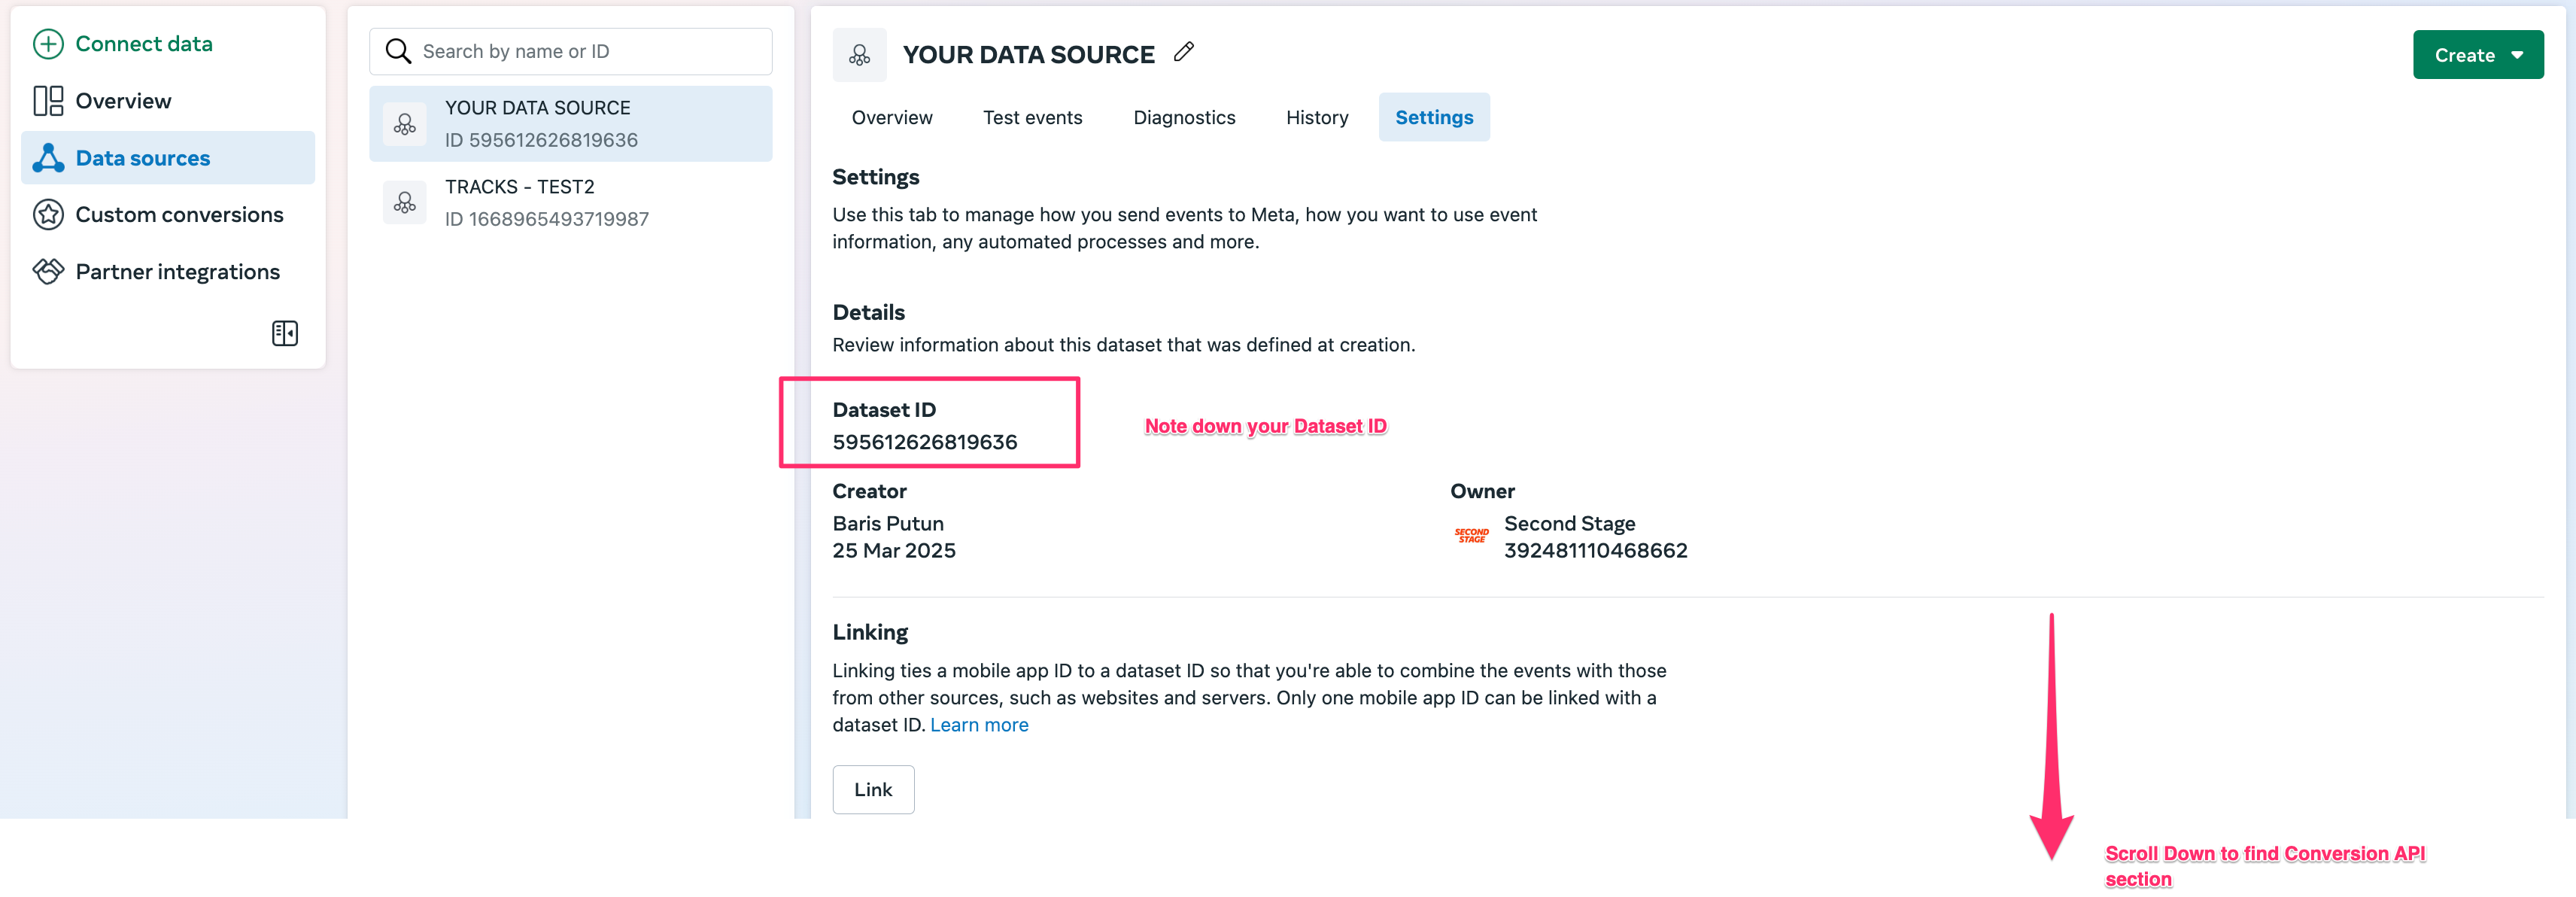 Connect data
Overview
Data sources
Custom conversions
Partner integrations
Search by name or ID
YOUR DATA SOURCE
ID 595612626819636
TRACKS - TEST2
ID 1668965493719987
YOUR DATA SOURCE
Create
Overview
Test events
Diagnostics
History
Settings
Settings
Use this tab to manage how you send events to Meta, how you want to use event
information, any automated processes and more.
Details
Review information about this dataset that was defined at creation.
Dataset ID
595612626819636
Note down your Dataset ID
Creator
Baris Putun
25 Mar 2025
Owner
SECOND
STAGE
Second Stage
392481110468662
Linking
Linking ties a mobile app ID to a dataset ID so that you're able to combine the events with those
from other sources, such as websites and servers. Only one mobile app ID can be linked with a
dataset ID. Learn more
Link
Scroll Down to find Conversion API
section